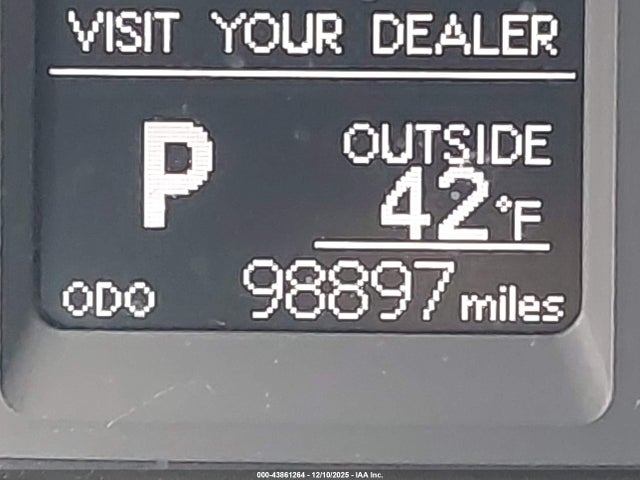 VISIT YOUR DEALER
P
OUTSIDE
42°F
ODO 98897 miles
000-43861264 - 12/10/2025 - IAA Inc.